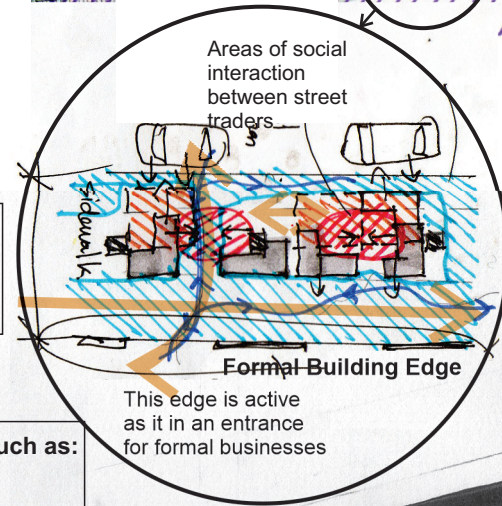 Areas of social
interaction
between street
traders
Sidewalk
Formal Building Edge
This edge is active
as it in an entrance
for formal businesses
uch as: